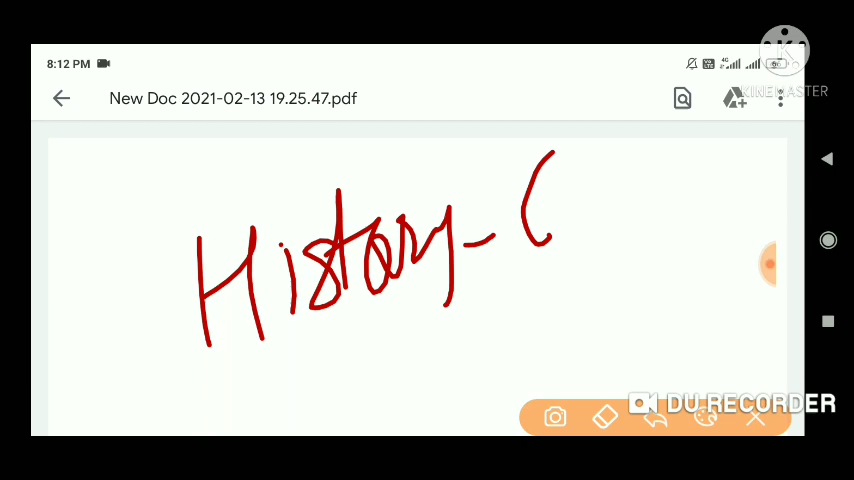 8:12 PM
KINEMASTER
New Doc 2021-02-13 19.25.47.pdf
History - (
DU RECORDER